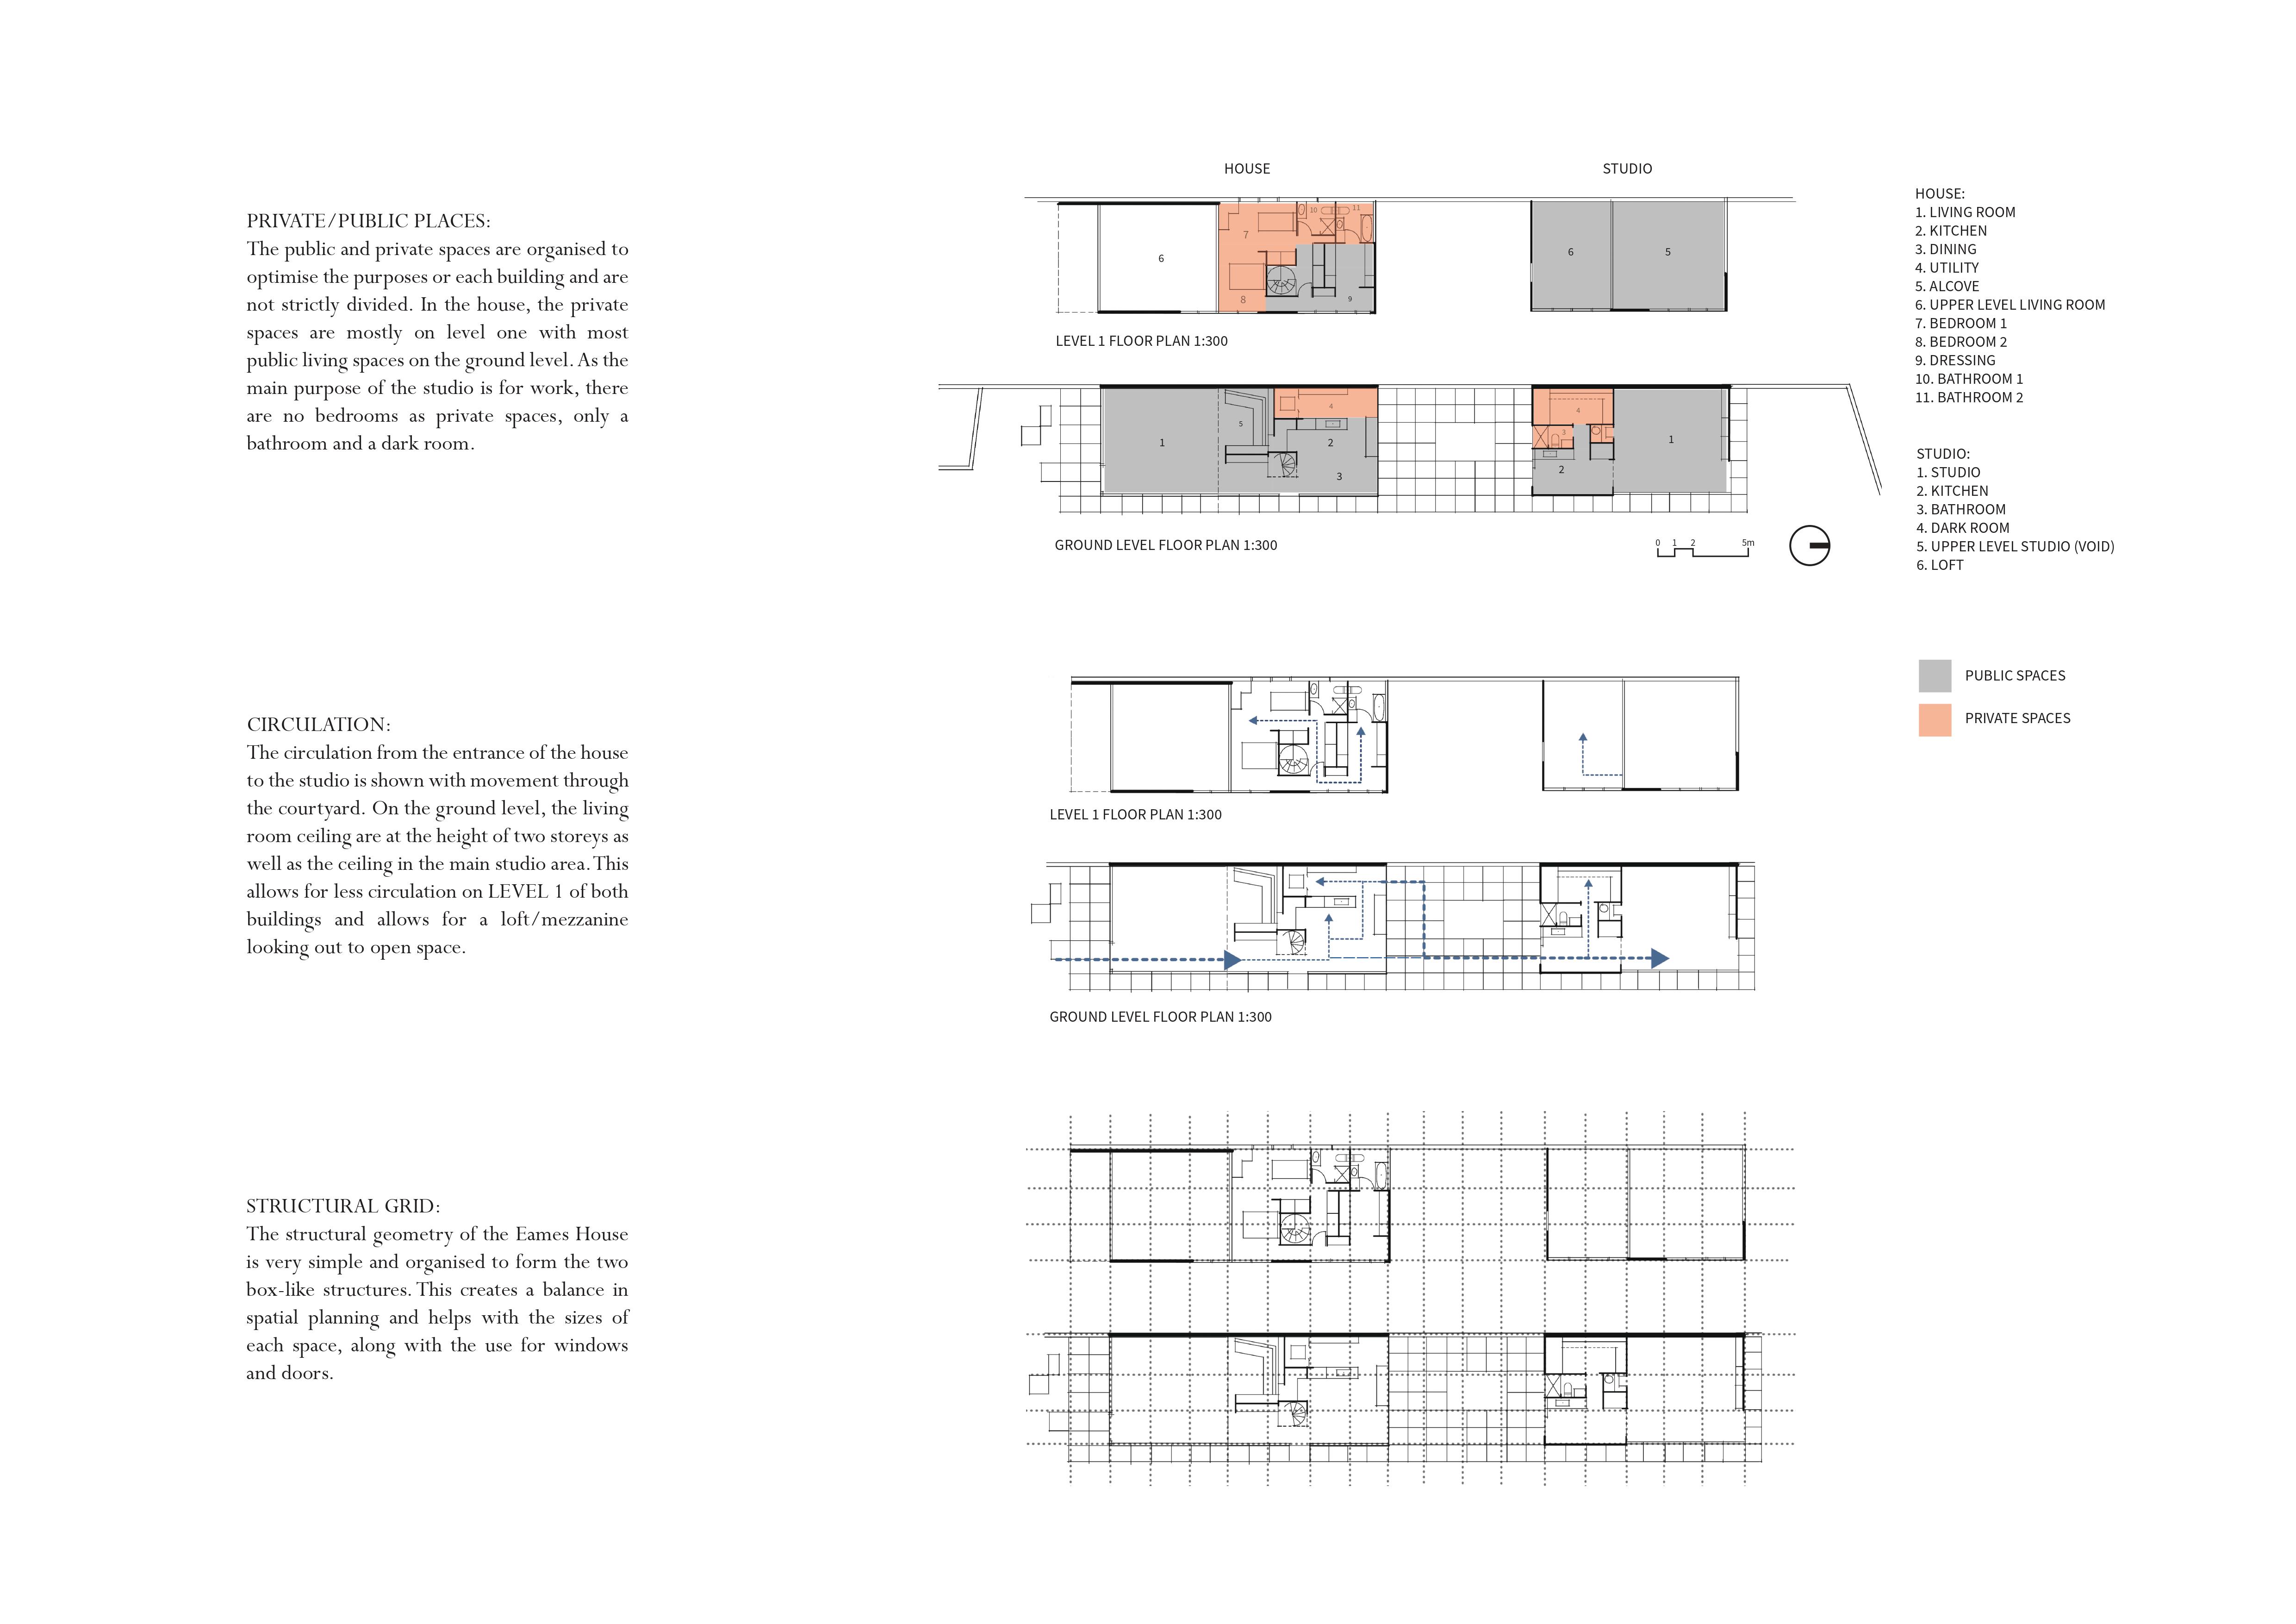 PRIVATE/PUBLIC PLACES:
The public and private spaces are organised to
optimise the purposes or each building and are
not strictly divided. In the house, the private
spaces are mostly on level one with most
public living spaces on the ground level. As the
main purpose of the studio is for work, there
are no bedrooms as private spaces, only a
bathroom and a dark room.
HOUSE
STUDIO
10
11
7
6
8
9
6
5
LEVEL 1 FLOOR PLAN 1:300
4
5
1
2
3
4
3
2
1
GROUND LEVEL FLOOR PLAN 1:300
0 1 2 5m
HOUSE:
1. LIVING ROOM
2. KITCHEN
3. DINING
4. UTILITY
5. ALCOVE
6. UPPER LEVEL LIVING ROOM
7. BEDROOM 1
8. BEDROOM 2
9. DRESSING
10. BATHROOM 1
11. BATHROOM 2
STUDIO:
1. STUDIO
2. KITCHEN
3. BATHROOM
4. DARK ROOM
5. UPPER LEVEL STUDIO (VOID)
6. LOFT
PUBLIC SPACES
PRIVATE SPACES
CIRCULATION:
The circulation from the entrance of the house
to the studio is shown with movement through
the courtyard. On the ground level, the living
room ceiling are at the height of two storeys as
well as the ceiling in the main studio area. This
allows for less circulation on LEVEL 1 of both
buildings and allows for a loft/mezzanine
looking out to open space.
LEVEL 1 FLOOR PLAN 1:300
GROUND LEVEL FLOOR PLAN 1:300
STRUCTURAL GRID:
The structural geometry of the Eames House
is very simple and organised to form the two
box-like structures. This creates a balance in
spatial planning and helps with the sizes of
each space, along with the use for windows
and doors.